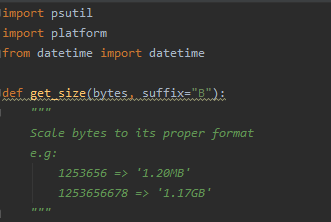 import psutil
import platform
from datetime import datetime

def get_size(bytes, suffix="B"):
    """
    Scale bytes to its proper format
    e.g:
        1253656 => '1.20MB'
        1253656678 => '1.17GB'
    """